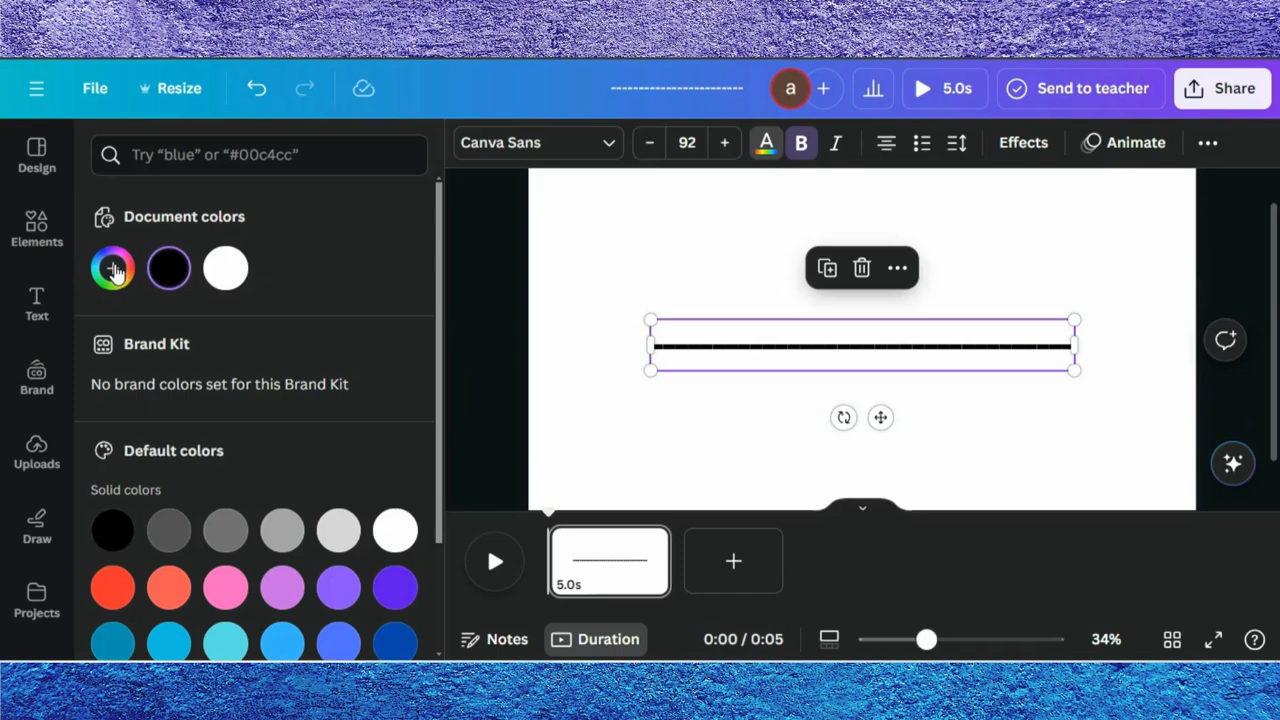 File
Resize
------------------------
a
5.0s
Send to teacher
Share
Design
Elements
Text
Brand
Uploads
Draw
Projects
Try “blue” or “#00c4cc”
Document colors
Brand Kit
No brand colors set for this Brand Kit
Default colors
Solid colors
Canva Sans
– 92 +
A B I
Effects
Animate
5.0s
Notes
Duration
0:00 / 0:05
34%